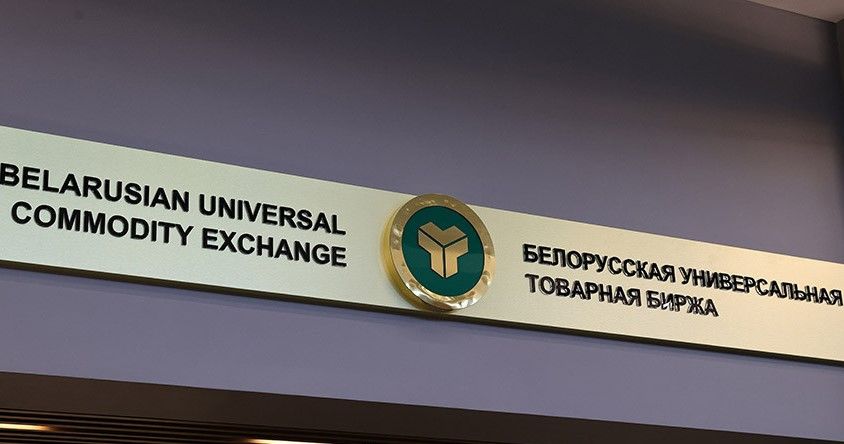 BELARUSIAN UNIVERSAL
COMMODITY EXCHANGE
БЕЛОРУССКАЯ УНИВЕРСАЛЬНАЯ
ТОВАРНАЯ БИРЖА